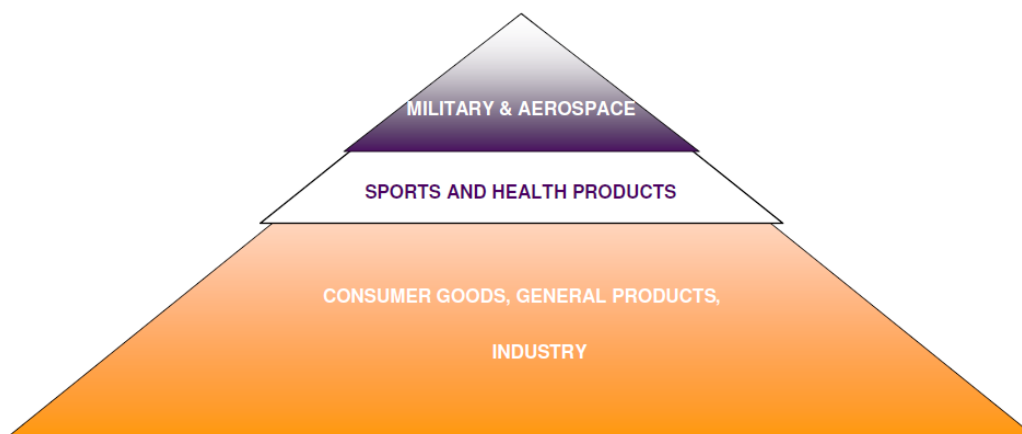 MILITARY & AEROSPACE
SPORTS AND HEALTH PRODUCTS
CONSUMER GOODS, GENERAL PRODUCTS,
INDUSTRY